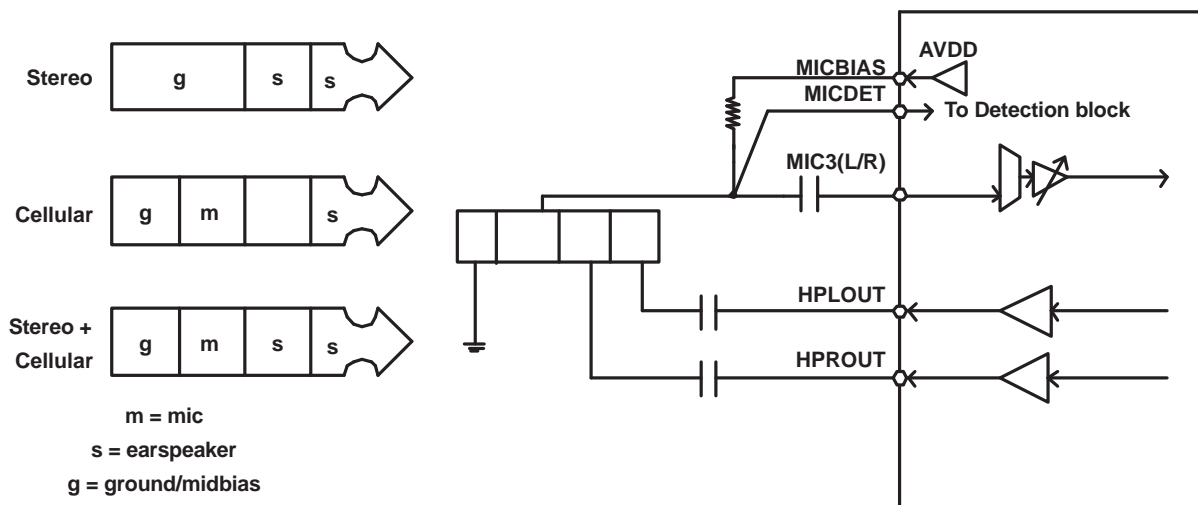 Stereo
g
s
s
Cellular
g
m
s
Stereo +
Cellular
g
m
s
s
m = mic
s = earspeaker
g = ground/midbias
AVDD
MICBIAS
MICDET
To Detection block
MIC3(L/R)
HPLOUT
HPROUT